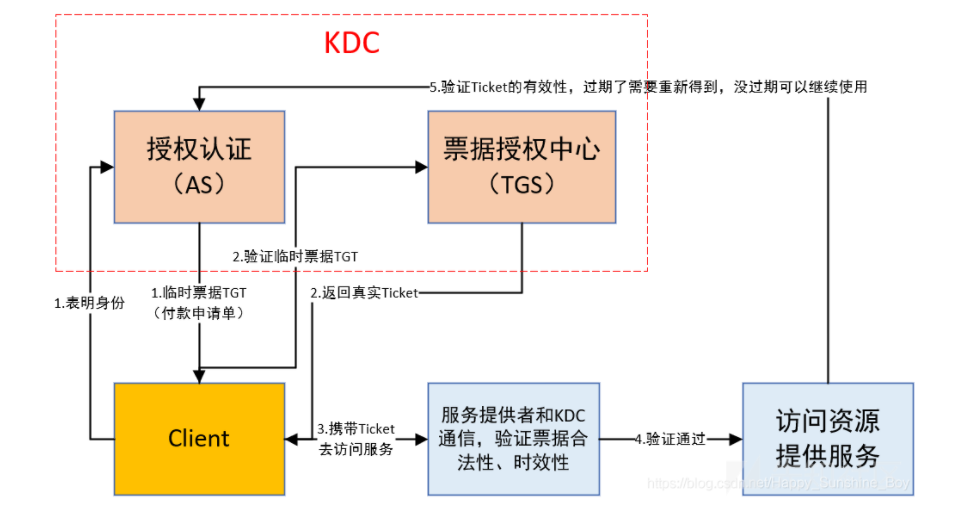 KDC
5.验证Ticket的有效性，过期了需要重新得到，没过期可以继续使用
授权认证
（AS）
票据授权中心
（TGS）
2.验证临时票据TGT
1.表明身份
1.临时票据TGT
（付款申请单）
2.返回真实Ticket
Client
3.携带Ticket
去访问服务
服务提供者和KDC
通信，验证票据合
法性、时效性
4.验证通过
访问资源
提供服务
https://blog.csdn.net/Happy_Sunshine_Boy